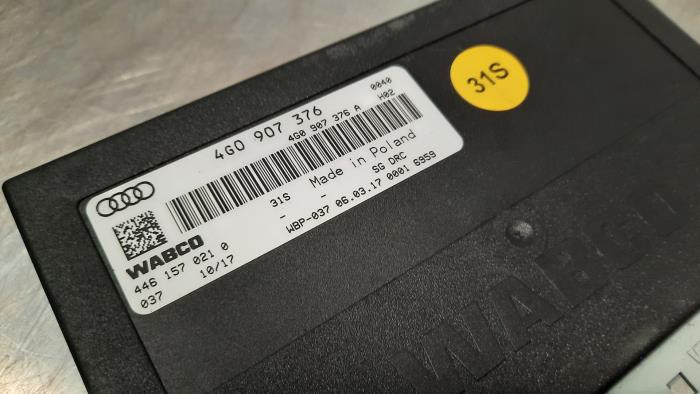 4G0 907 376
0040
4G0 907 376 A H02
31S Made in Poland
- - SG DRC
WBP-037 06.03.17 0001 6959
WABCO
446 157 021 0
037 10/17
31S
WABCO